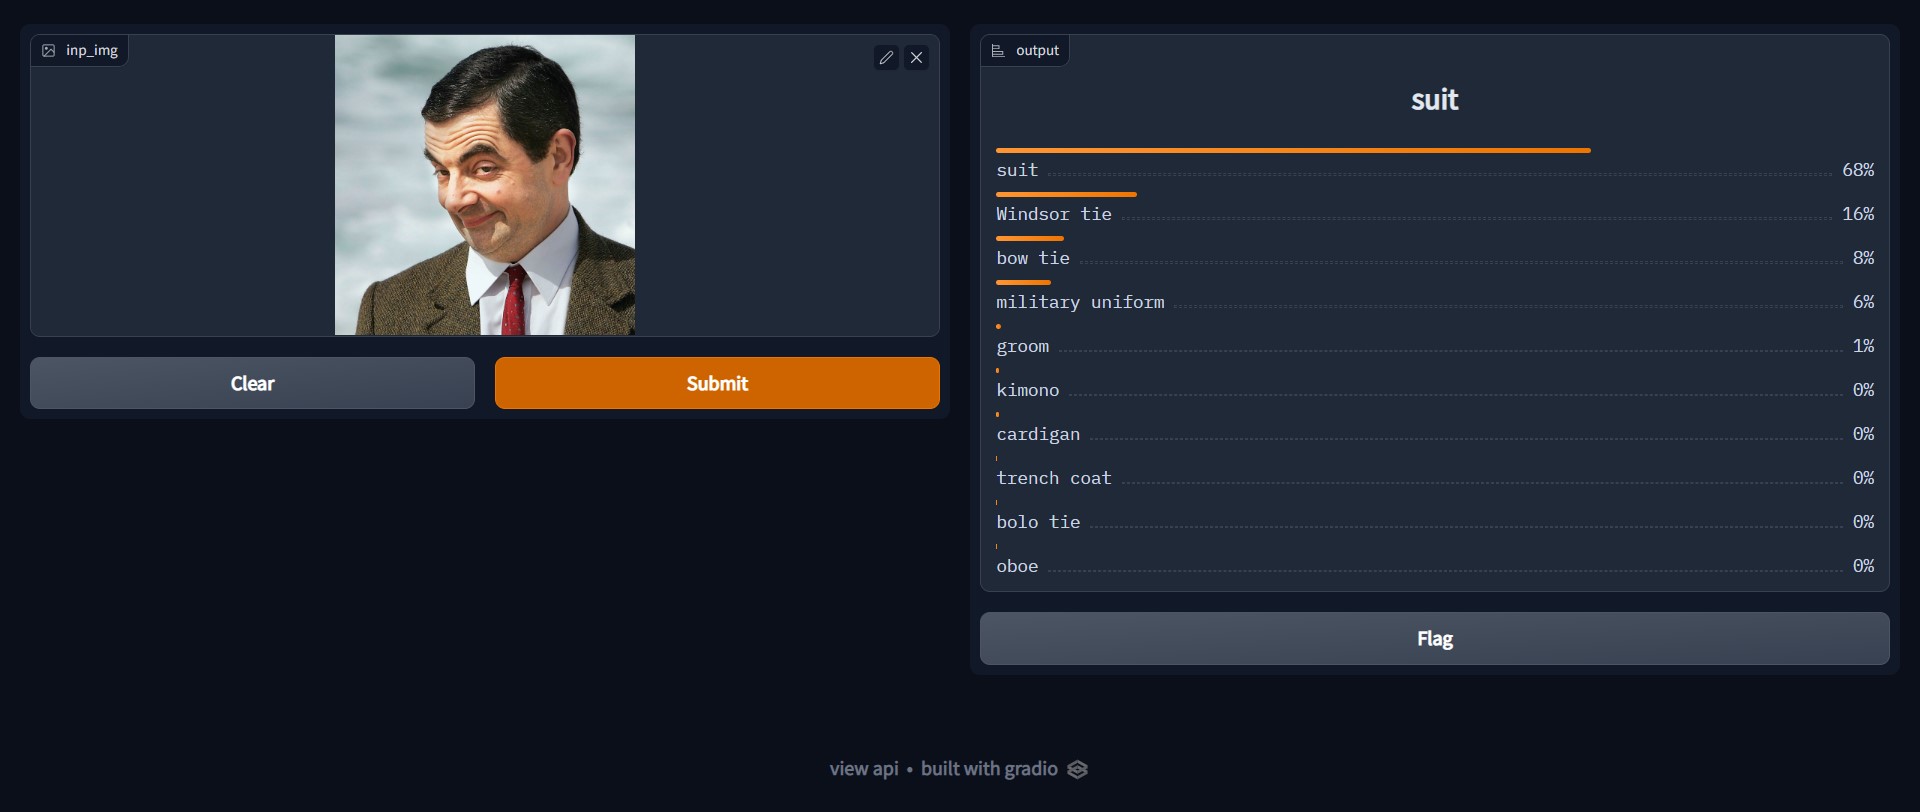 inp_img
Clear
Submit
output
suit
suit 68%
Windsor tie 16%
bow tie 8%
military uniform 6%
groom 1%
kimono 0%
cardigan 0%
trench coat 0%
bolo tie 0%
oboe 0%
Flag
view api • built with gradio